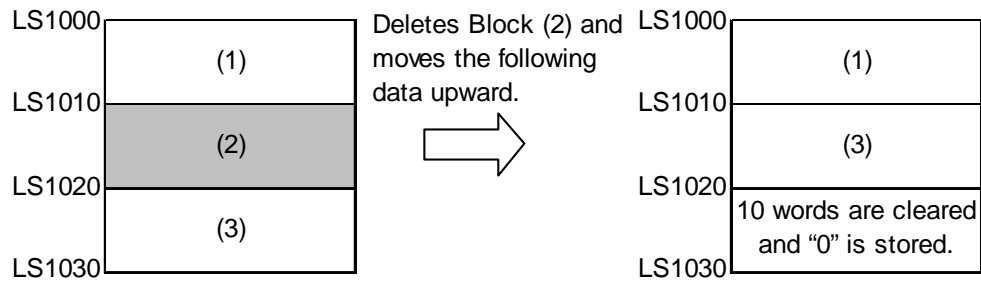 LS1000
(1)
LS1010
(2)
LS1020
(3)
LS1030
Deletes Block (2) and
moves the following
data upward.
LS1000
(1)
LS1010
(3)
LS1020
10 words are cleared
and “0” is stored.
LS1030